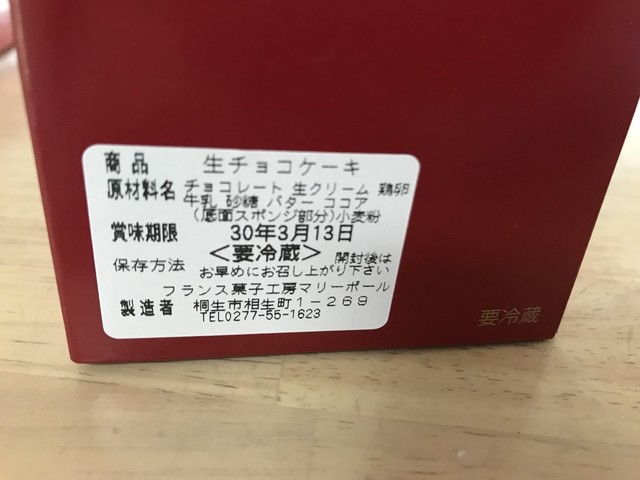 商品 生チョコケーキ
原材料名 チョコレート 生クリーム 鶏卵
牛乳 砂糖 バター ココア
(底面スポンジ部分)小麦粉
賞味期限 30年3月13日
<要冷蔵> 開封後は
保存方法 お早めにお召し上がり下さい
フランス菓子工房マリーポール
製造者 桐生市相生町1-269
TEL0277-55-1623
要冷蔵